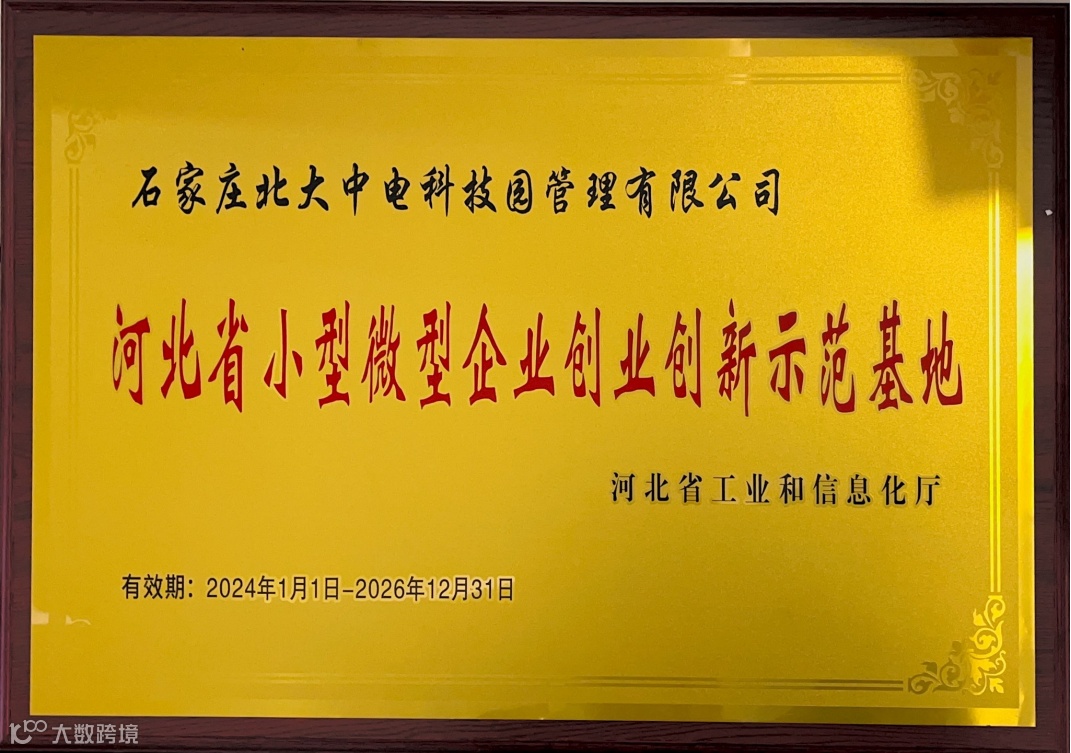 石家庄北大中电科技园管理有限公司
河北省小型微型企业创业创新示范基地
河北省工业和信息化厅
有效期：2024年1月1日-2026年12月31日
大数跨境